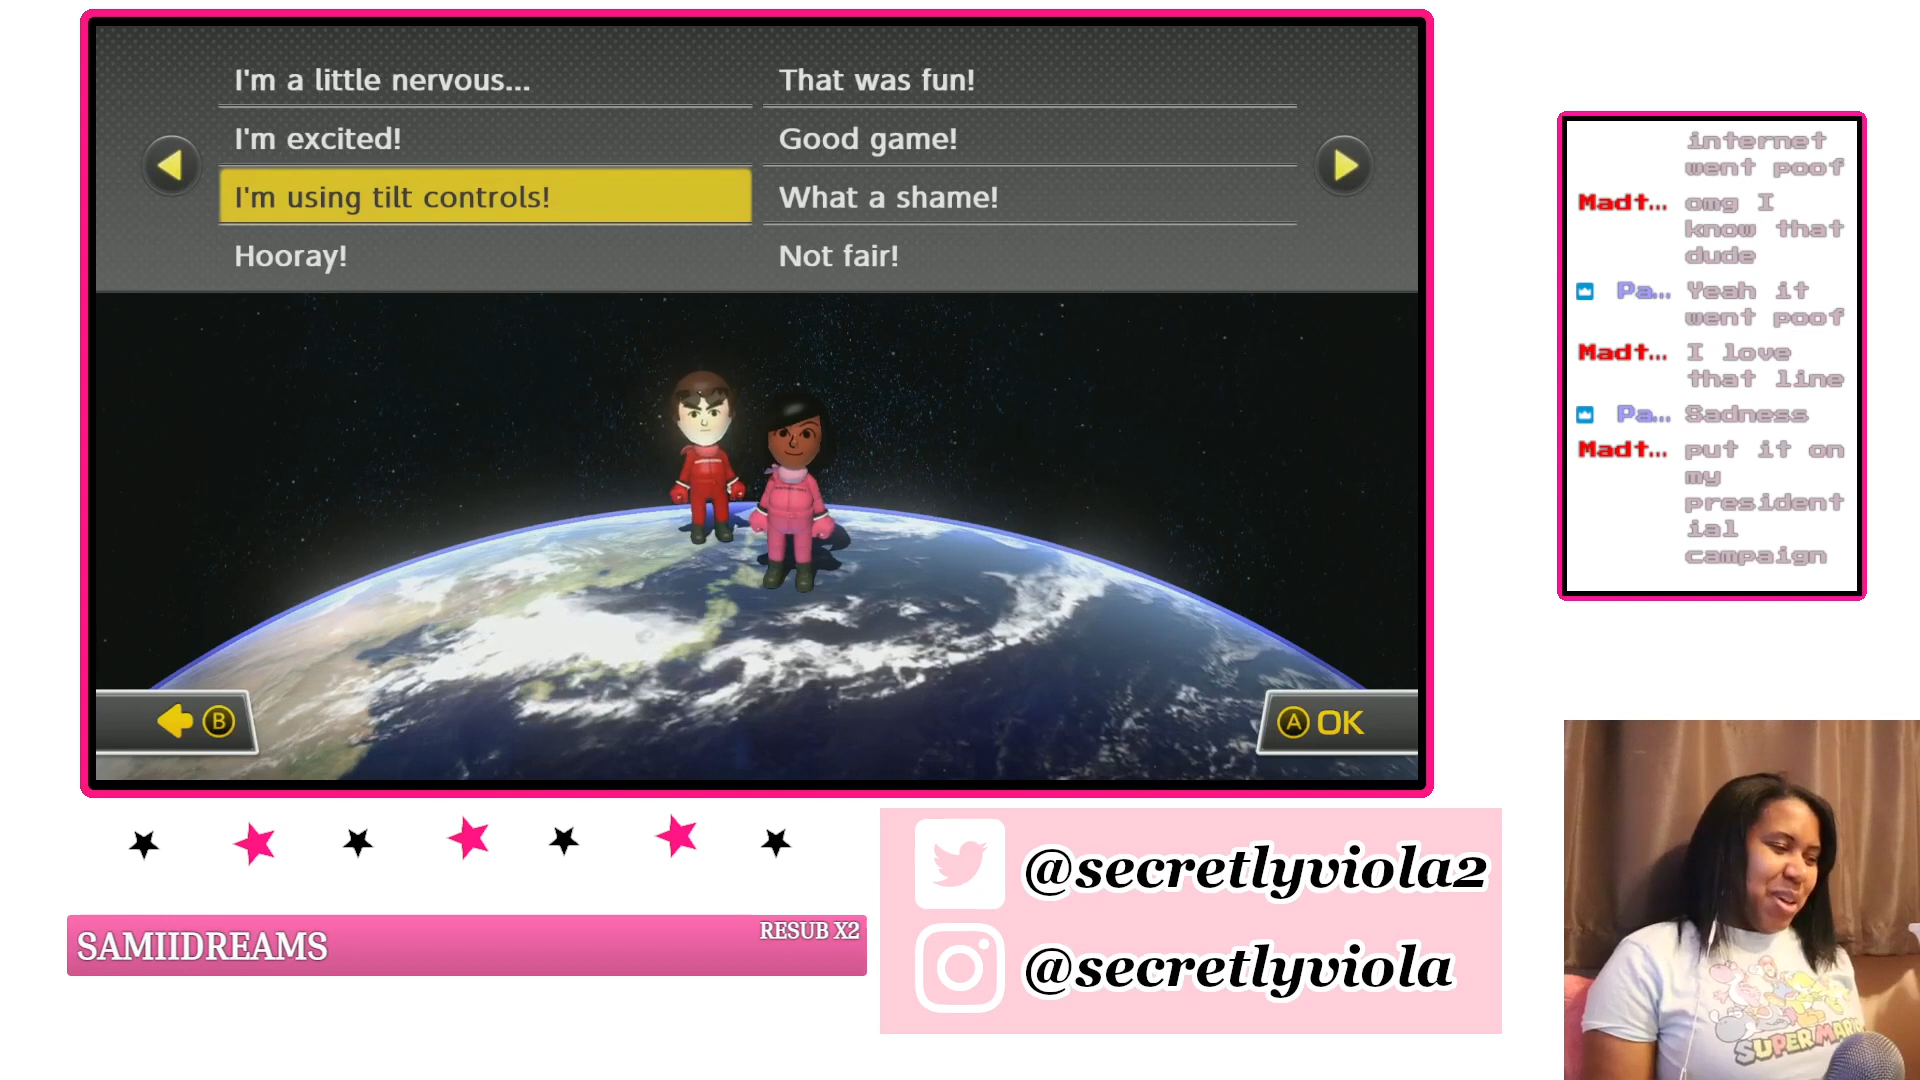 I'm a little nervous...
That was fun!
I'm excited!
Good game!
I'm using tilt controls!
What a shame!
Hooray!
Not fair!
B
A OK
internet
went poof
Madt... omg I
know that
dude
Pa... Yeah it
went poof
Madt... I love
that line
Pa... Sadness
Madt... put it on
my
president
ial
campaign
SAMIIDREAMS
RESUB X2
@secretlyviola2
@secretlyviola
SUPER MARIO